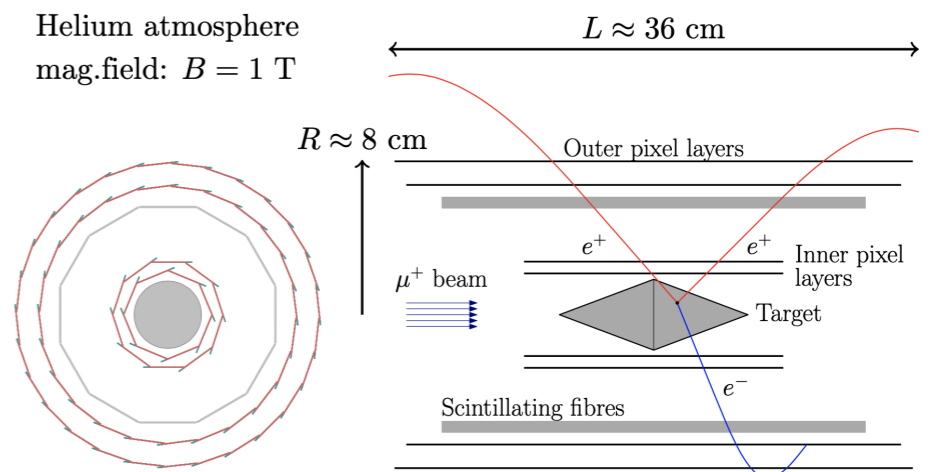 Helium atmosphere
mag.field: B = 1 T
L ≈ 36 cm
R ≈ 8 cm
Outer pixel layers
e⁺
e⁺
Inner pixel
layers
μ⁺ beam
Target
e⁻
Scintillating fibres